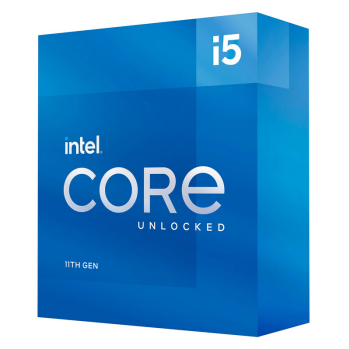 i5
intel
CORE
UNLOCKED
11TH GEN